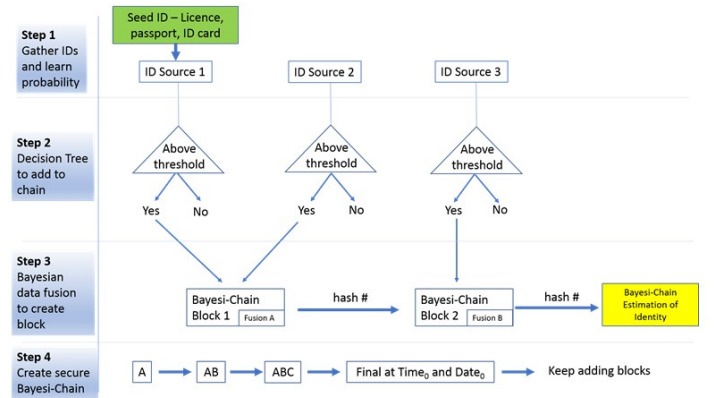 Seed ID – Licence,
passport, ID card
Step 1
Gather IDs
and learn
probability
ID Source 1
ID Source 2
ID Source 3
Step 2
Decision Tree
to add to
chain
Above
threshold
Above
threshold
Above
threshold
Yes
No
Yes
No
Yes
No
Step 3
Bayesian
data fusion
to create
block
Bayesi-Chain
Block 1
Fusion A
hash #
Bayesi-Chain
Block 2
Fusion B
hash #
Bayesi-Chain
Estimation of
Identity
Step 4
Create secure
Bayesi-Chain
A
AB
ABC
Final at Time₀ and Date₀
Keep adding blocks